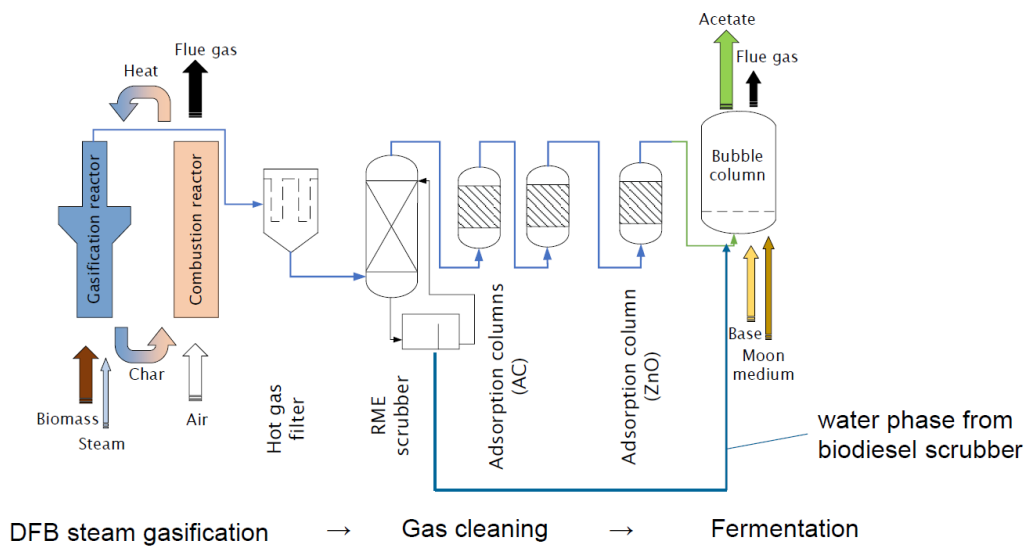 Acetate
Flue gas
Flue gas
Heat
Gasification reactor
Combustion reactor
Bubble
column
Char
Biomass
Steam
Air
Hot gas
filter
RME
scrubber
Adsorption columns
(AC)
Adsorption column
(ZnO)
Base
Moon
medium
water phase from
biodiesel scrubber
DFB steam gasification → Gas cleaning → Fermentation